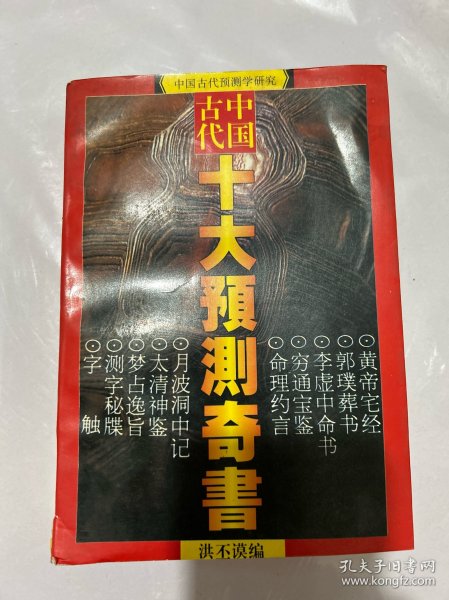 中国古代预测学研究
中国
古代
十大預測奇書
⊙黄帝宅经
⊙郭璞葬书
⊙李虚中命书
⊙穷通宝鉴
⊙命理约言
⊙月波洞中记
⊙太清神鉴
⊙梦占逸旨
⊙测字秘牒
⊙字触
洪丕谟编
孔夫子旧书网
www.kongfz.com